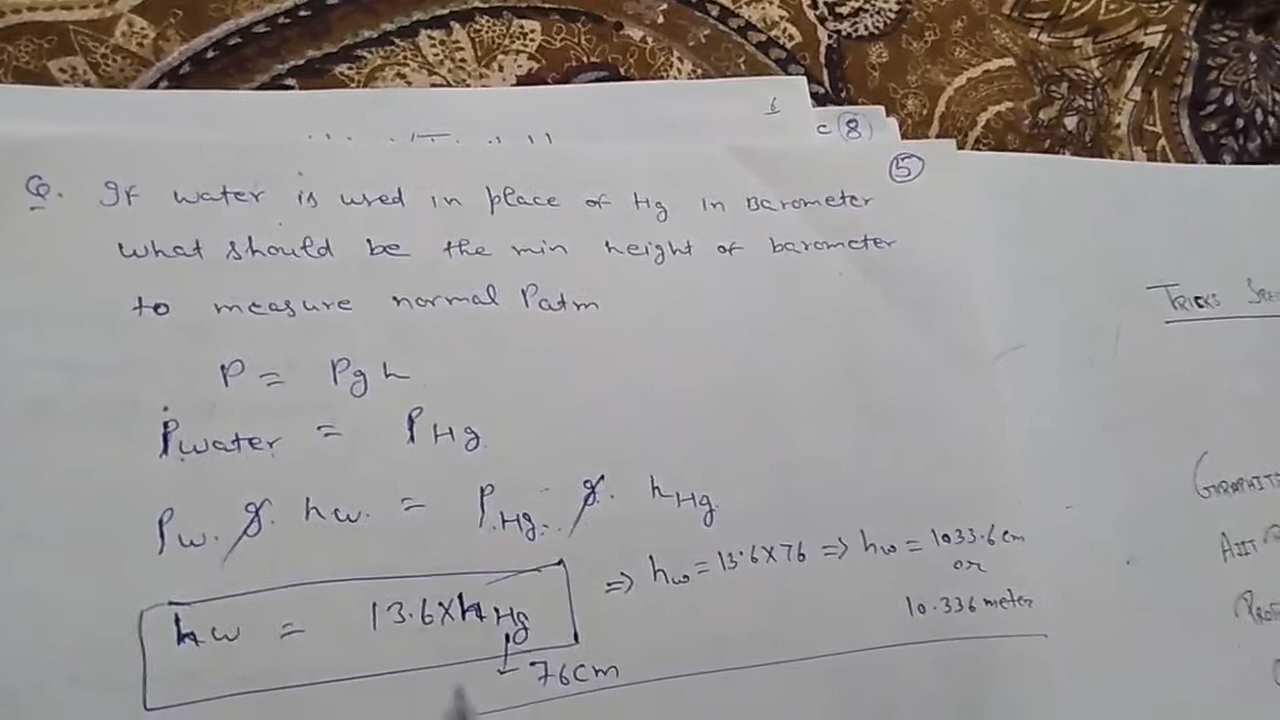 6
c 8
5
Q. If water is used in place of Hg in Barometer
what should be the min height of barometer
to measure normal Patm
P = ρgh
Pwater = PHg
ρw. g. hw. = ρHg. g. hHg
hw = 13.6×hHg
76cm
⇒ hw = 13.6×76 ⇒ hw = 1033.6 cm
or
10.336 meter
TRICKS